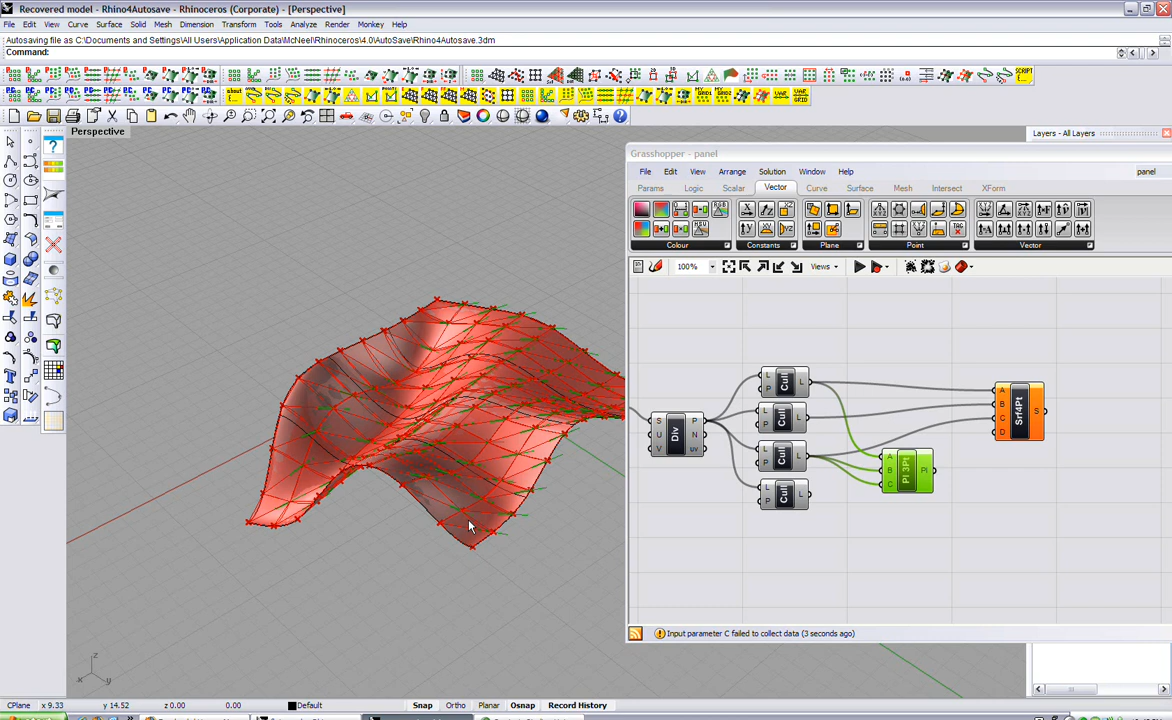 Recovered model - Rhino4Autosave - Rhinoceros (Corporate) - [Perspective]
File Edit View Curve Surface Solid Mesh Dimension Transform Tools Analyze Render Monkey Help
Autosaving file as C:\Documents and Settings\All Users\Application Data\McNeel\Rhinoceros\4.0\AutoSave\Rhino4Autosave.3dm
Command:
Perspective
Layers - All Layers
Grasshopper - panel
File Edit View Arrange Solution Window Help panel
Params Logic Scalar Vector Curve Surface Mesh Intersect XForm
Colour Constants Plane Point Vector
100% Views
L P Cull L
L P Cull L
L P Cull L
L P Cull L
S U V Div P N uv
A B C D Srf4Pt S
A B C Pl 3Pt Pl
Input parameter C failed to collect data (3 seconds ago)
z
x y
CPlane x 9.33 y 14.52 z 0.00 0.00 Default Snap Ortho Planar Osnap Record History